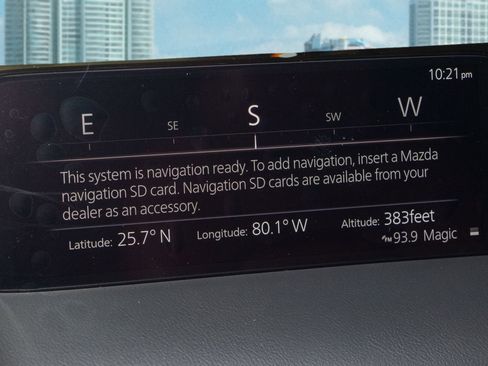 10:21pm
E SE S SW W
This system is navigation ready. To add navigation, insert a Mazda
navigation SD card. Navigation SD cards are available from your
dealer as an accessory.
Latitude: 25.7° N Longitude: 80.1° W Altitude: 383feet
FM 93.9 Magic